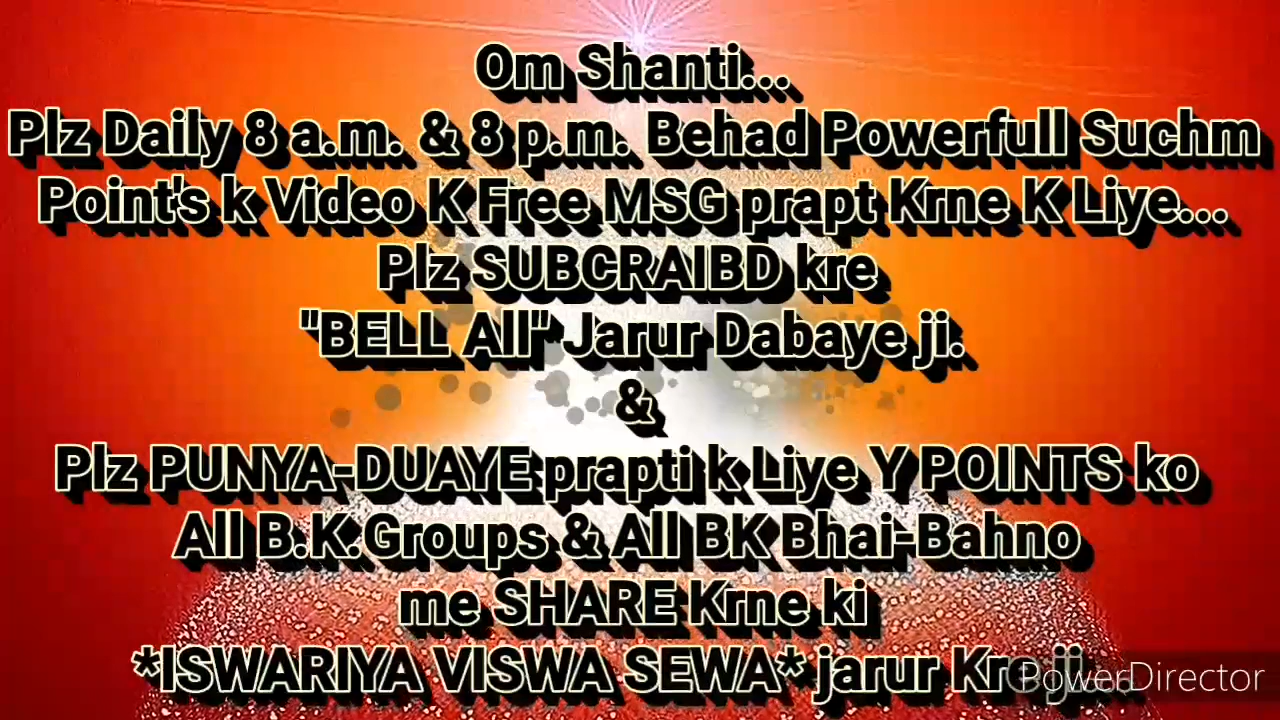 Om Shanti...
Plz Daily 8 a.m. & 8 p.m. Behad Powerfull Suchm
Point's k Video K Free MSG prapt Krne K Liye...
Plz SUBCRAIBD kre
"BELL All" Jarur Dabaye ji.
&
Plz PUNYA-DUAYE prapti k Liye Y POINTS ko
All B.K.Groups & All BK Bhai-Bahno
me SHARE Krne ki
*ISWARIYA VISWA SEWA* jarur Kre ji.
PowerDirector